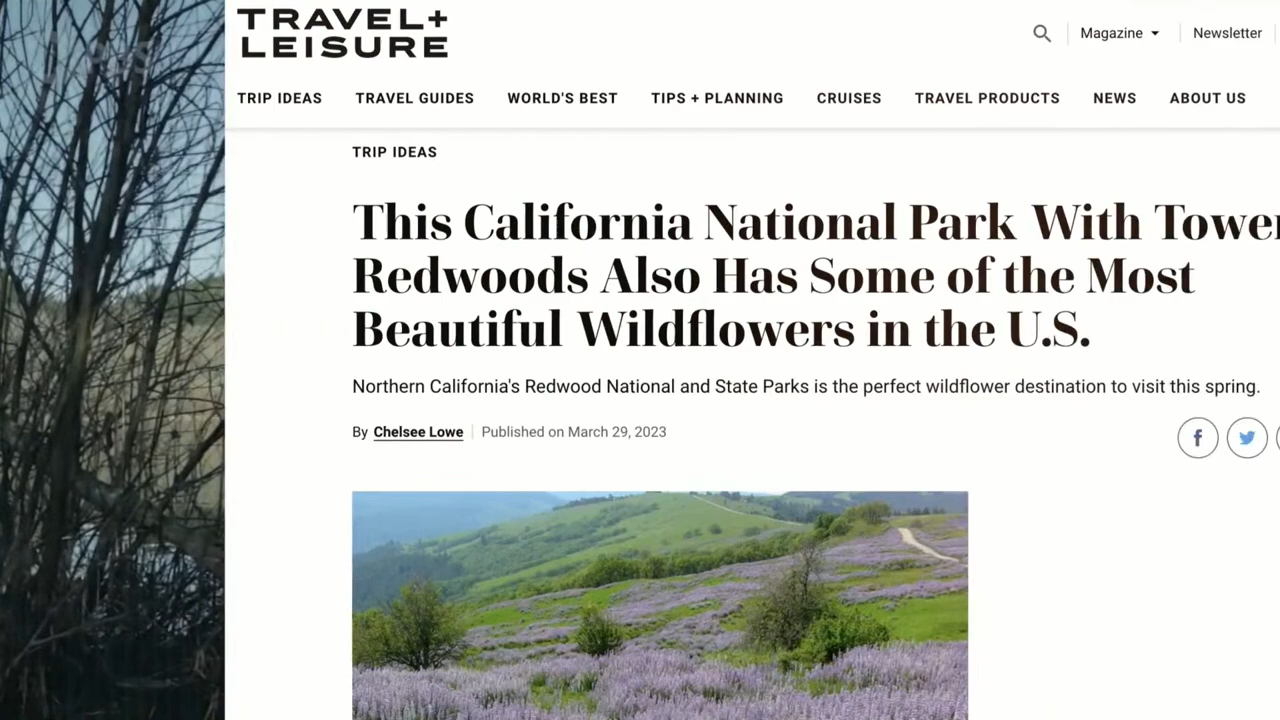 TRAVEL+
LEISURE
Magazine
Newsletter
TRIP IDEAS
TRAVEL GUIDES
WORLD'S BEST
TIPS + PLANNING
CRUISES
TRAVEL PRODUCTS
NEWS
ABOUT US
TRIP IDEAS
This California National Park With Tower
Redwoods Also Has Some of the Most
Beautiful Wildflowers in the U.S.
Northern California's Redwood National and State Parks is the perfect wildflower destination to visit this spring.
By Chelsee Lowe
Published on March 29, 2023